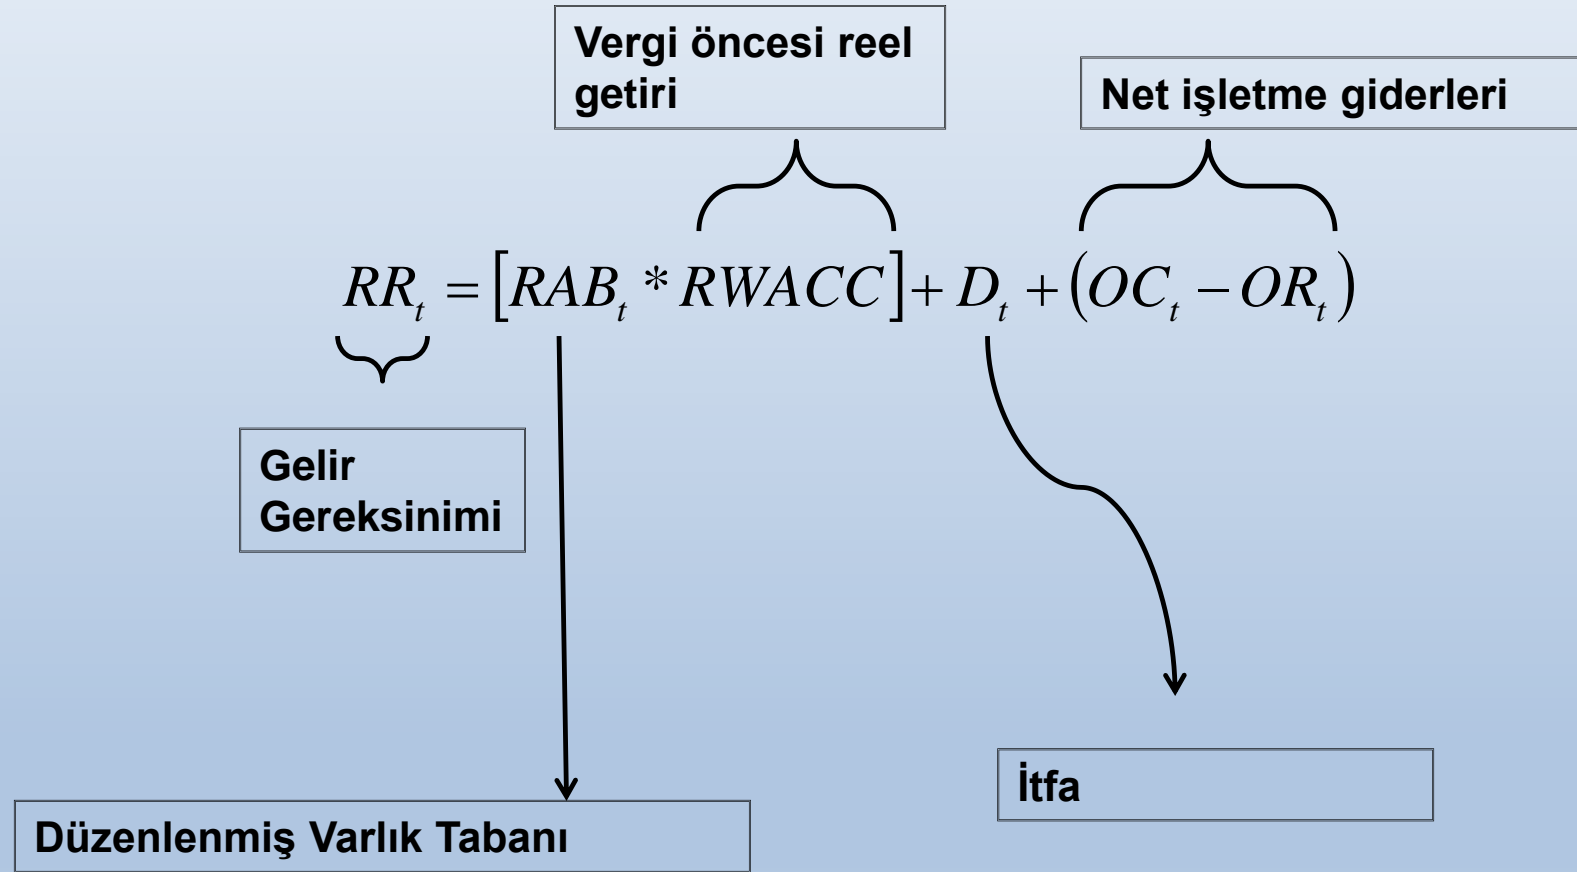 Vergi öncesi reel
getiri
Net işletme giderleri
RR_t = [RAB_t * RWACC] + D_t + (OC_t − OR_t)
Gelir
Gereksinimi
İtfa
Düzenlenmiş Varlık Tabanı